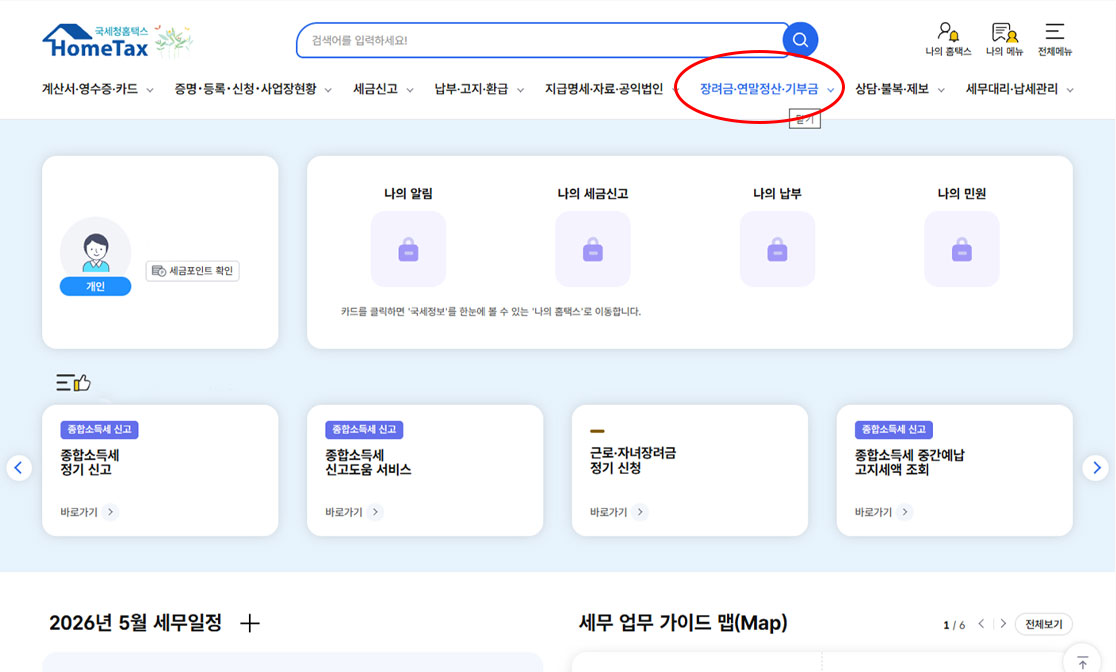 국세청홈택스
HomeTax
검색어를 입력하세요!
나의 홈택스
나의 메뉴
전체메뉴
계산서·영수증·카드
증명·등록·신청·사업장현황
세금신고
납부·고지·환급
지급명세·자료·공익법인
장려금·연말정산·기부금
상담·불복·제보
세무대리·납세관리
나의 알림
나의 세금신고
나의 납부
나의 민원
개인
세금포인트 확인
카드를 클릭하면 '국세정보'를 한눈에 볼 수 있는 '나의 홈택스'로 이동합니다.
종합소득세 신고
종합소득세
정기 신고
바로가기
종합소득세 신고
종합소득세
신고도움 서비스
바로가기
근로·자녀장려금
정기 신청
바로가기
종합소득세 신고
종합소득세 중간예납
고지세액 조회
바로가기
2026년 5월 세무일정
세무 업무 가이드 맵(Map)
1 / 6
전체보기